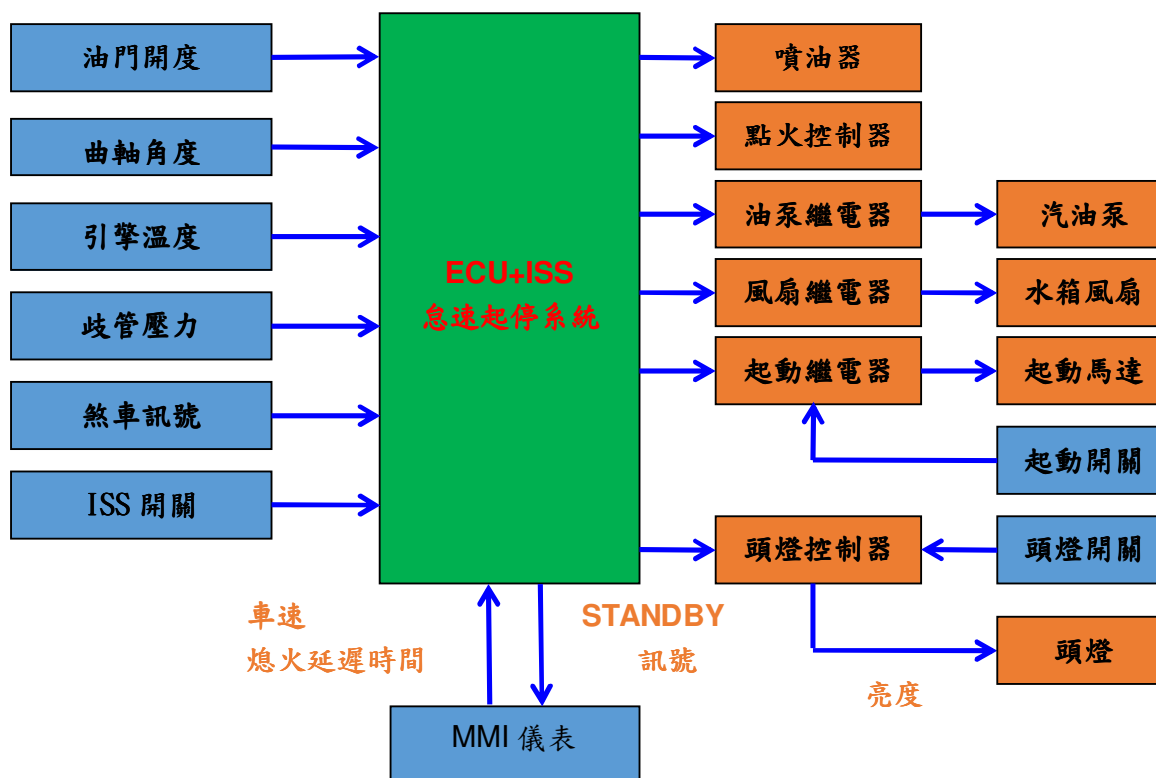 油門開度
曲軸角度
引擎溫度
歧管壓力
煞車訊號
ISS 開關
ECU+ISS
怠速起停系統
噴油器
點火控制器
油泵繼電器
汽油泵
風扇繼電器
水箱風扇
起動繼電器
起動馬達
起動開關
頭燈控制器
頭燈開關
頭燈
亮度
車速
熄火延遲時間
STANDBY
訊號
MMI 儀表